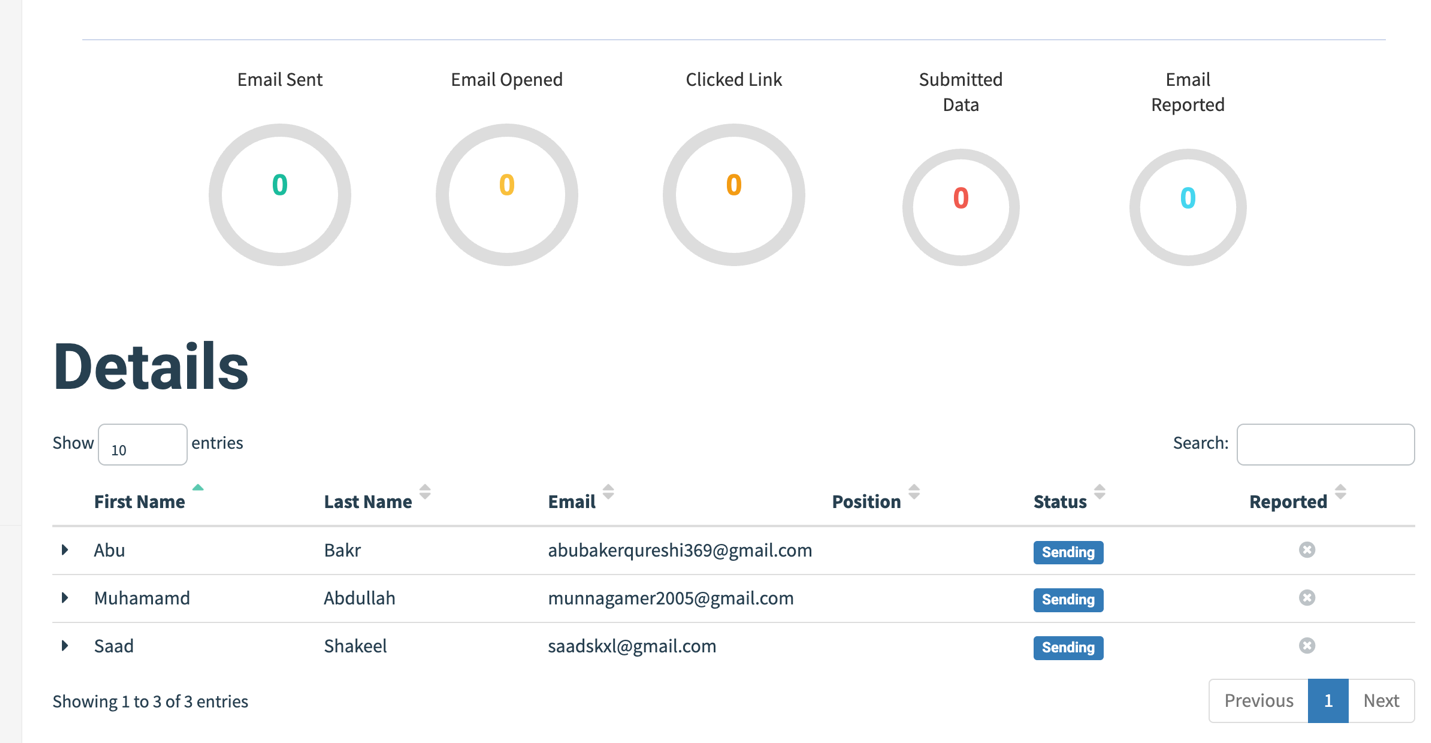 Email Sent
Email Opened
Clicked Link
Submitted
Data
Email
Reported
0
0
0
0
0
Details
Show 10 entries
Search:
First Name Last Name Email Position Status Reported
Abu Bakr abubakerqureshi369@gmail.com Sending
Muhamamd Abdullah munnagamer2005@gmail.com Sending
Saad Shakeel saadskxl@gmail.com Sending
Showing 1 to 3 of 3 entries
Previous 1 Next